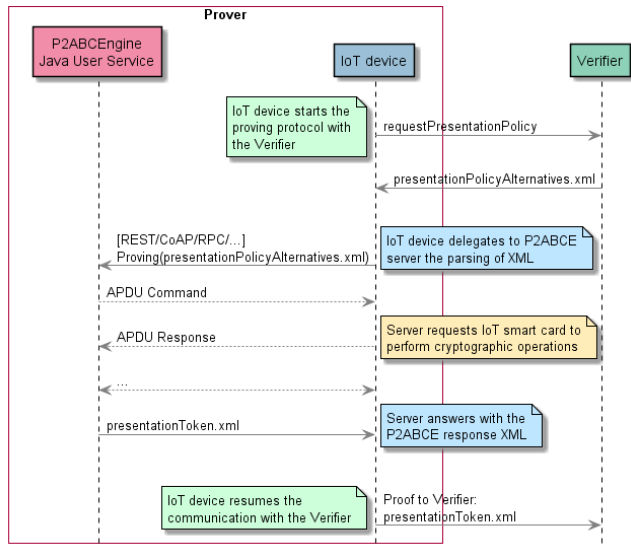 Prover
P2ABCEngine
Java User Service
IoT device
Verifier
IoT device starts the
proving protocol with
the Verifier
requestPresentationPolicy
presentationPolicyAlternatives.xml
[REST/CoAP/RPC/...]
Proving(presentationPolicyAlternatives.xml)
IoT device delegates to P2ABCE
server the parsing of XML
APDU Command
APDU Response
Server requests IoT smart card to
perform cryptographic operations
...
presentationToken.xml
Server answers with the
P2ABCE response XML
IoT device resumes the
communication with the Verifier
Proof to Verifier:
presentationToken.xml